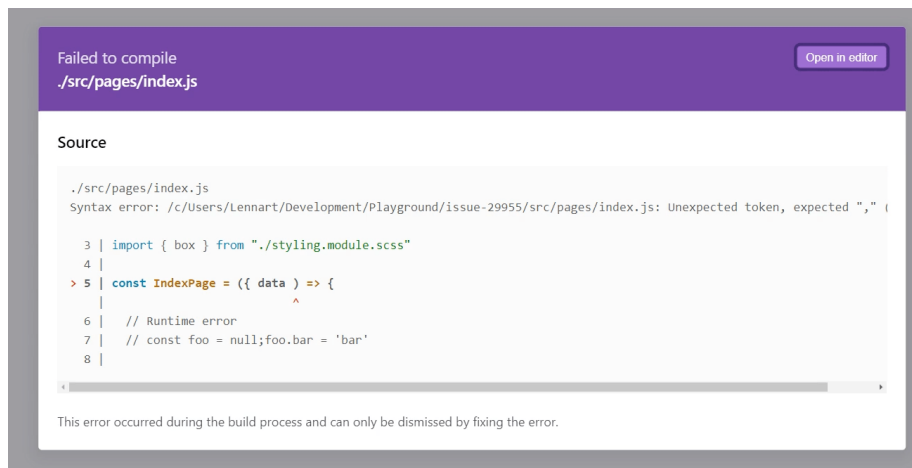 Failed to compile
Open in editor
./src/pages/index.js
Source
./src/pages/index.js
Syntax error: /c/Users/Lennart/Development/Playground/issue-29955/src/pages/index.js: Unexpected token, expected "," (
3 | import { box } from "./styling.module.scss"
4 |
> 5 | const IndexPage = ({ data ) => {
| ^
6 | // Runtime error
7 | // const foo = null;foo.bar = 'bar'
8 |
This error occurred during the build process and can only be dismissed by fixing the error.